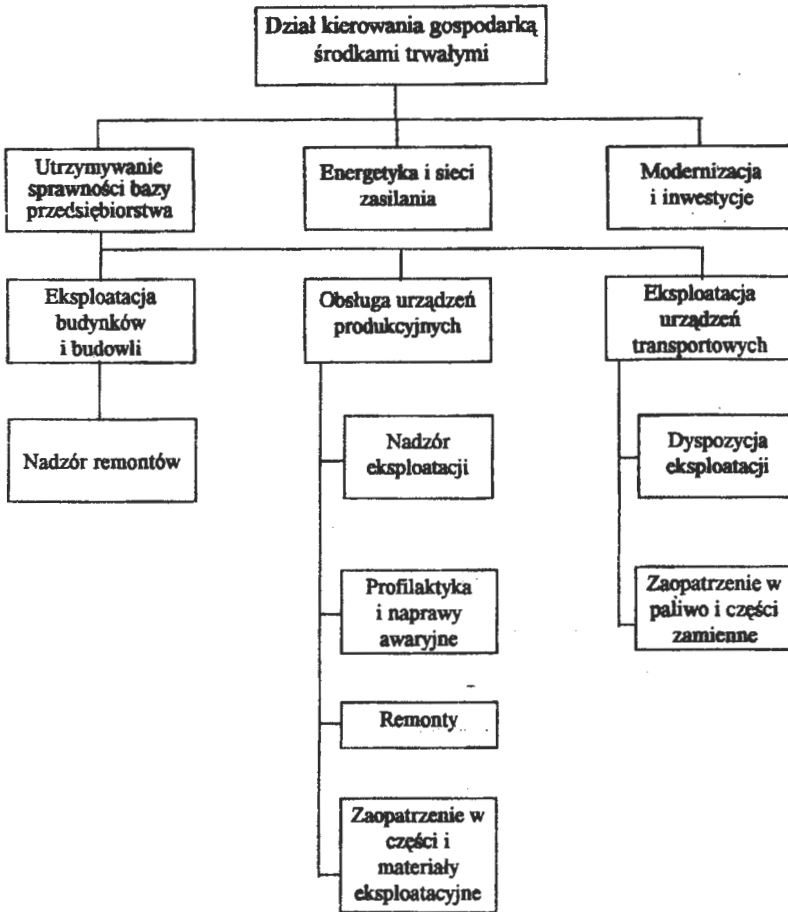 Dział kierowania gospodarką
środkami trwałymi
Utrzymywanie
sprawności bazy
przedsiębiorstwa
Energetyka i sieci
zasilania
Modernizacja
i inwestycje
Eksploatacja
budynków
i budowli
Obsługa urządzeń
produkcyjnych
Eksploatacja
urządzeń
transportowych
Nadzór remontów
Nadzór
eksploatacji
Dyspozycja
eksploatacji
Profilaktyka
i naprawy
awaryjne
Zaopatrzenie w
paliwo i części
zamienne
Remonty
Zaopatrzenie w
części i
materiały
eksploatacyjne